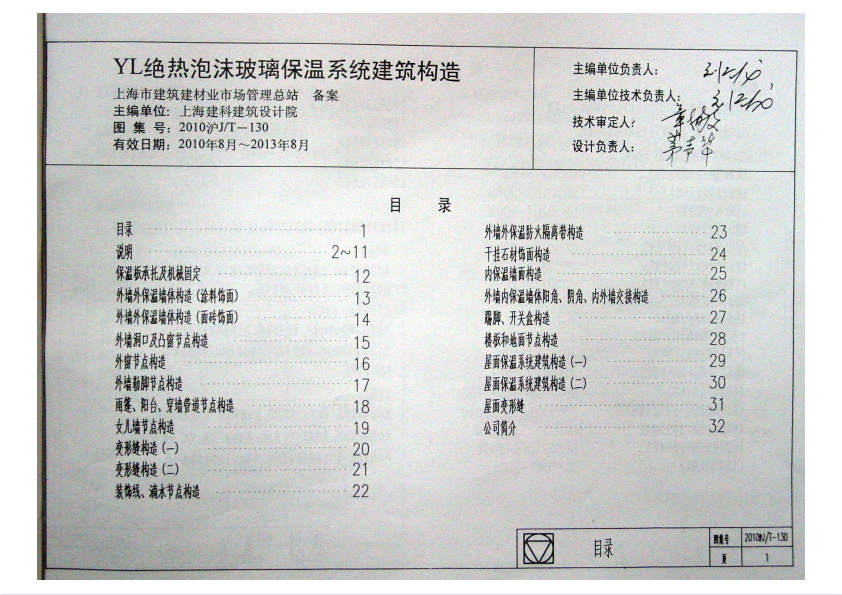 YL绝热泡沫玻璃保温系统建筑构造
上海市建筑建材业市场管理总站 备案
主编单位: 上海建科建筑设计院
图 集 号: 2010沪J/T-130
有效日期: 2010年8月~2013年8月
主编单位负责人:
主编单位技术负责人:
技术审定人:
设计负责人:
目 录
目录 1
说明 2~11
保温板承托及机械固定 12
外墙外保温墙体构造(涂料饰面) 13
外墙外保温墙体构造(面砖饰面) 14
外墙洞口及凸窗节点构造 15
外窗节点构造 16
外墙勒脚节点构造 17
雨篷、阳台、穿墙管道节点构造 18
女儿墙节点构造 19
变形缝构造(一) 20
变形缝构造(二) 21
装饰线、滴水节点构造 22
外墙外保温防火隔离带构造 23
干挂石材饰面构造 24
内保温墙面构造 25
外墙内保温墙体阳角、阴角、内外墙交接构造 26
踢脚、开关盒构造 27
楼板和地面节点构造 28
屋面保温系统建筑构造(一) 29
屋面保温系统建筑构造(二) 30
屋面变形缝 31
公司简介 32
目录
图集号 2010沪J/T-130
页 1